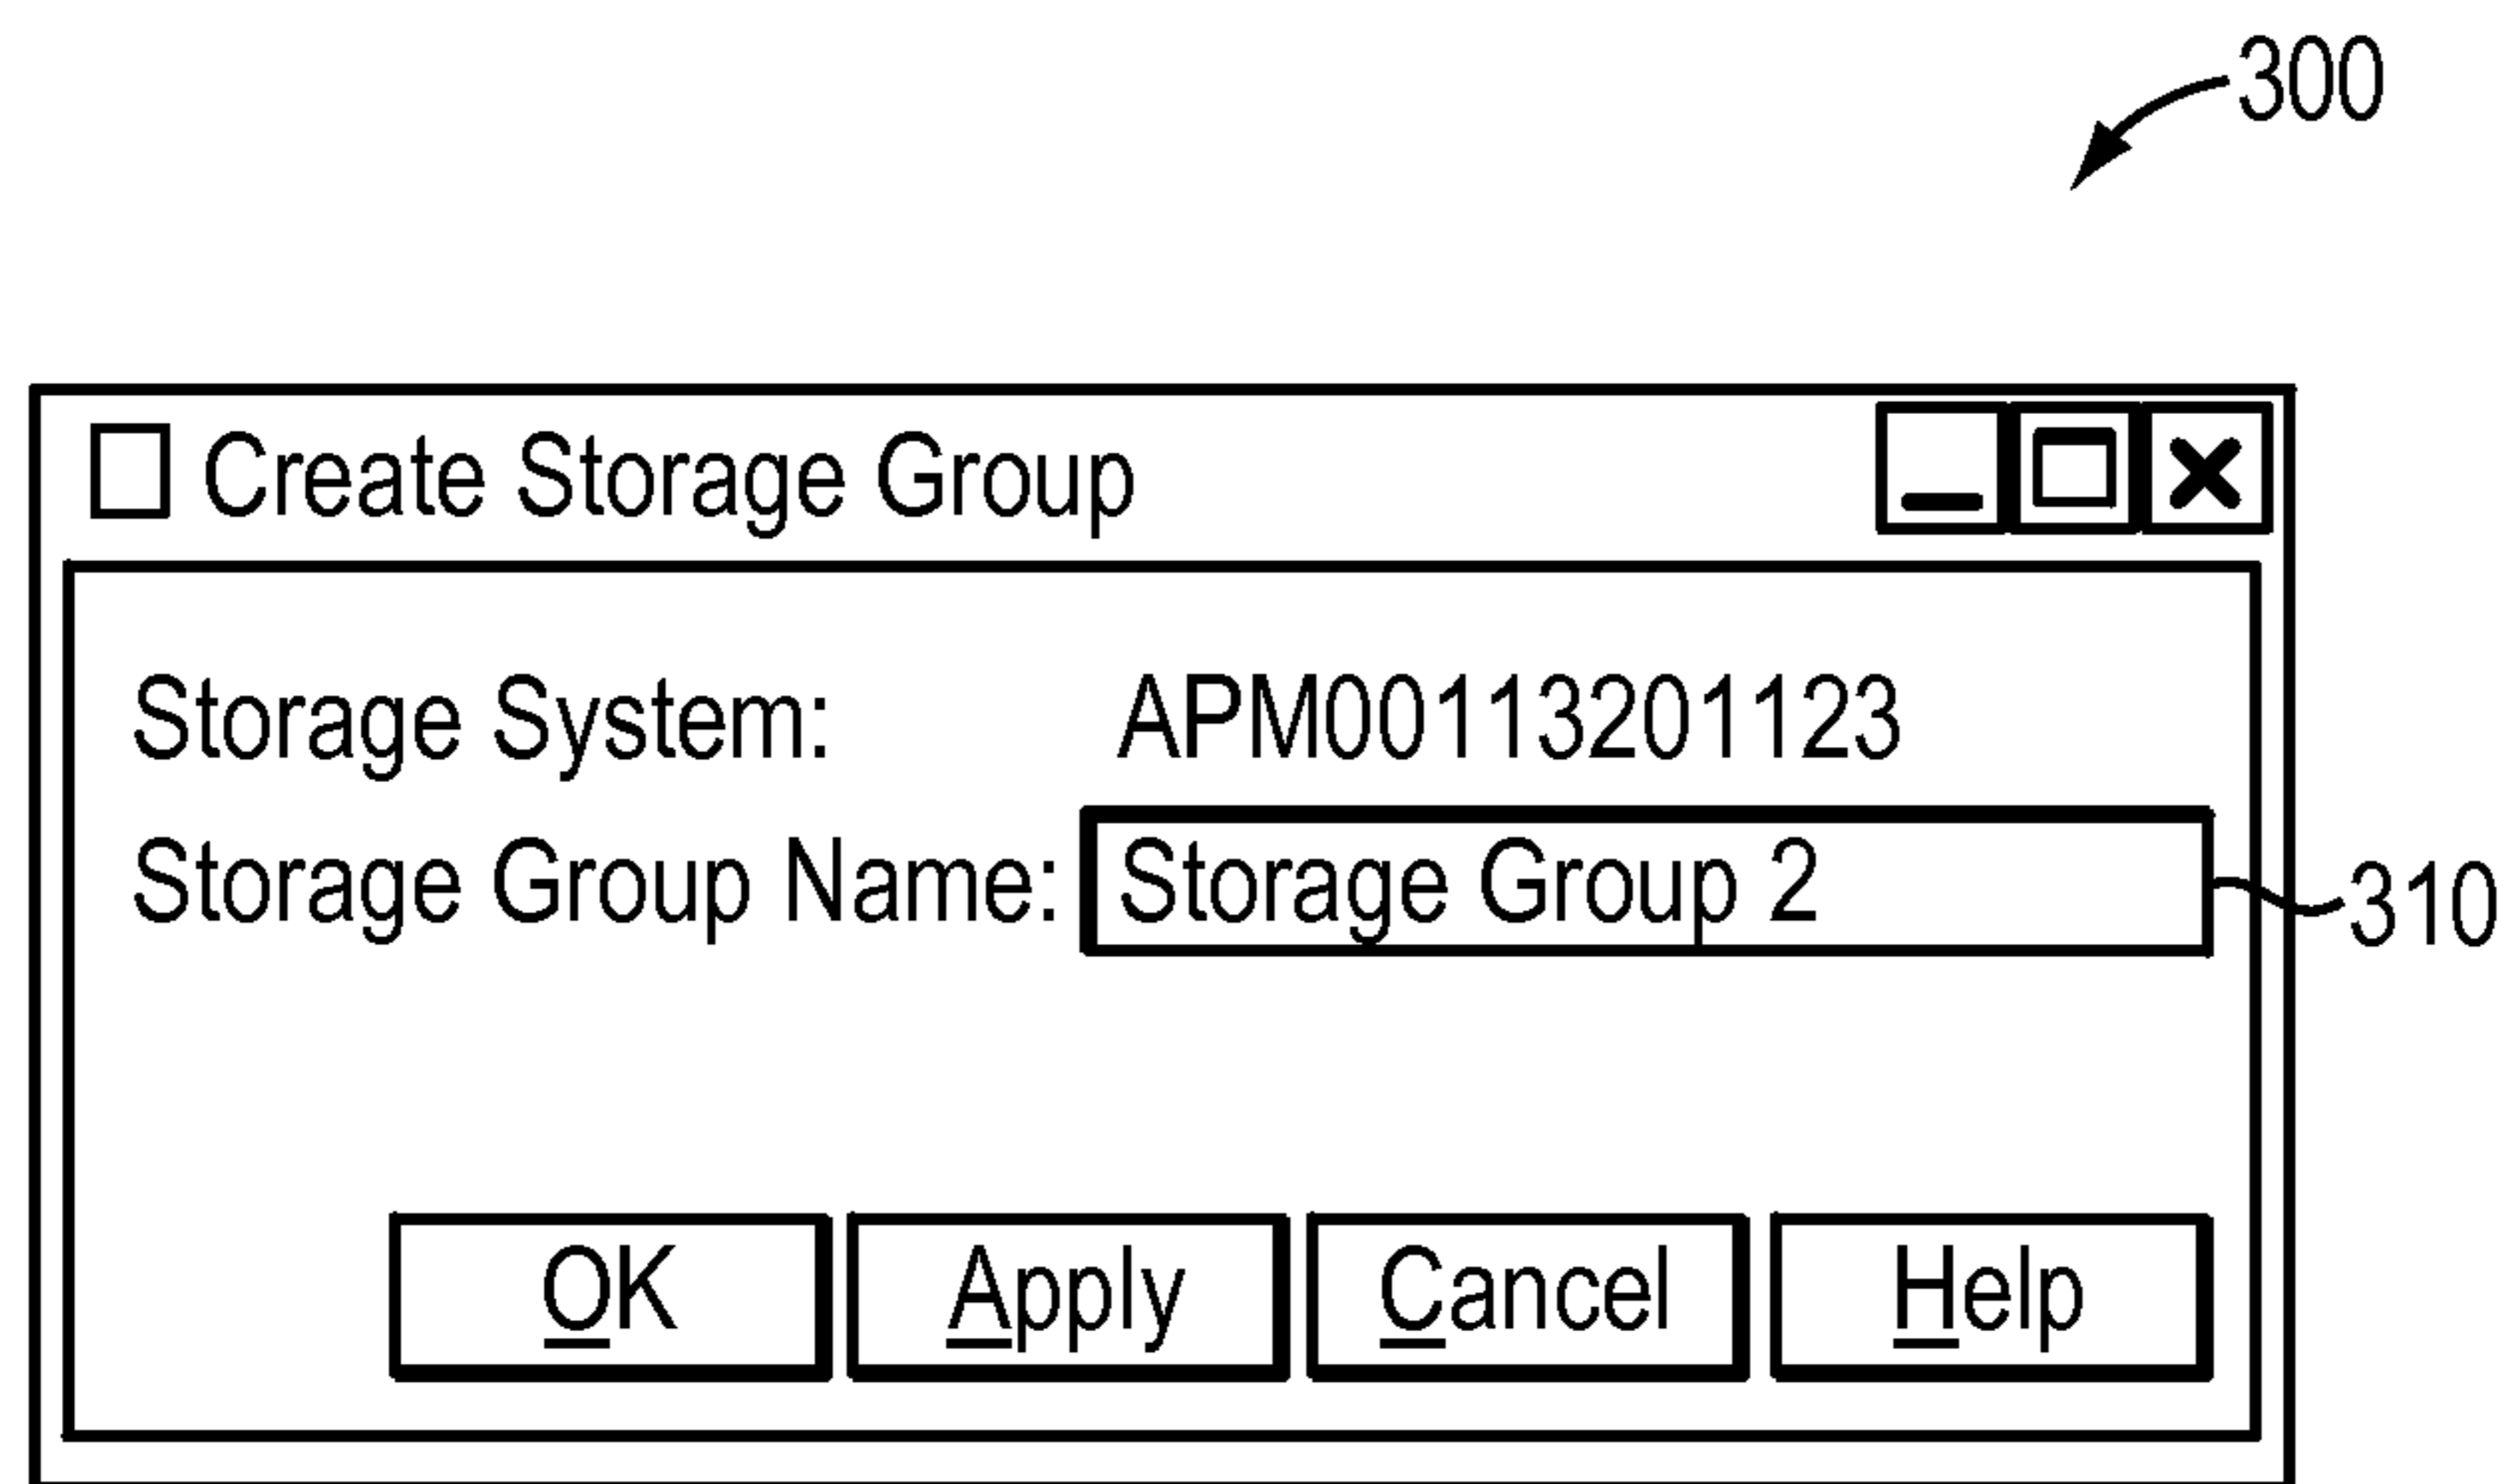 300
Create Storage Group
Storage System: APM00113201123
Storage Group Name: Storage Group 2
310
OK Apply Cancel Help